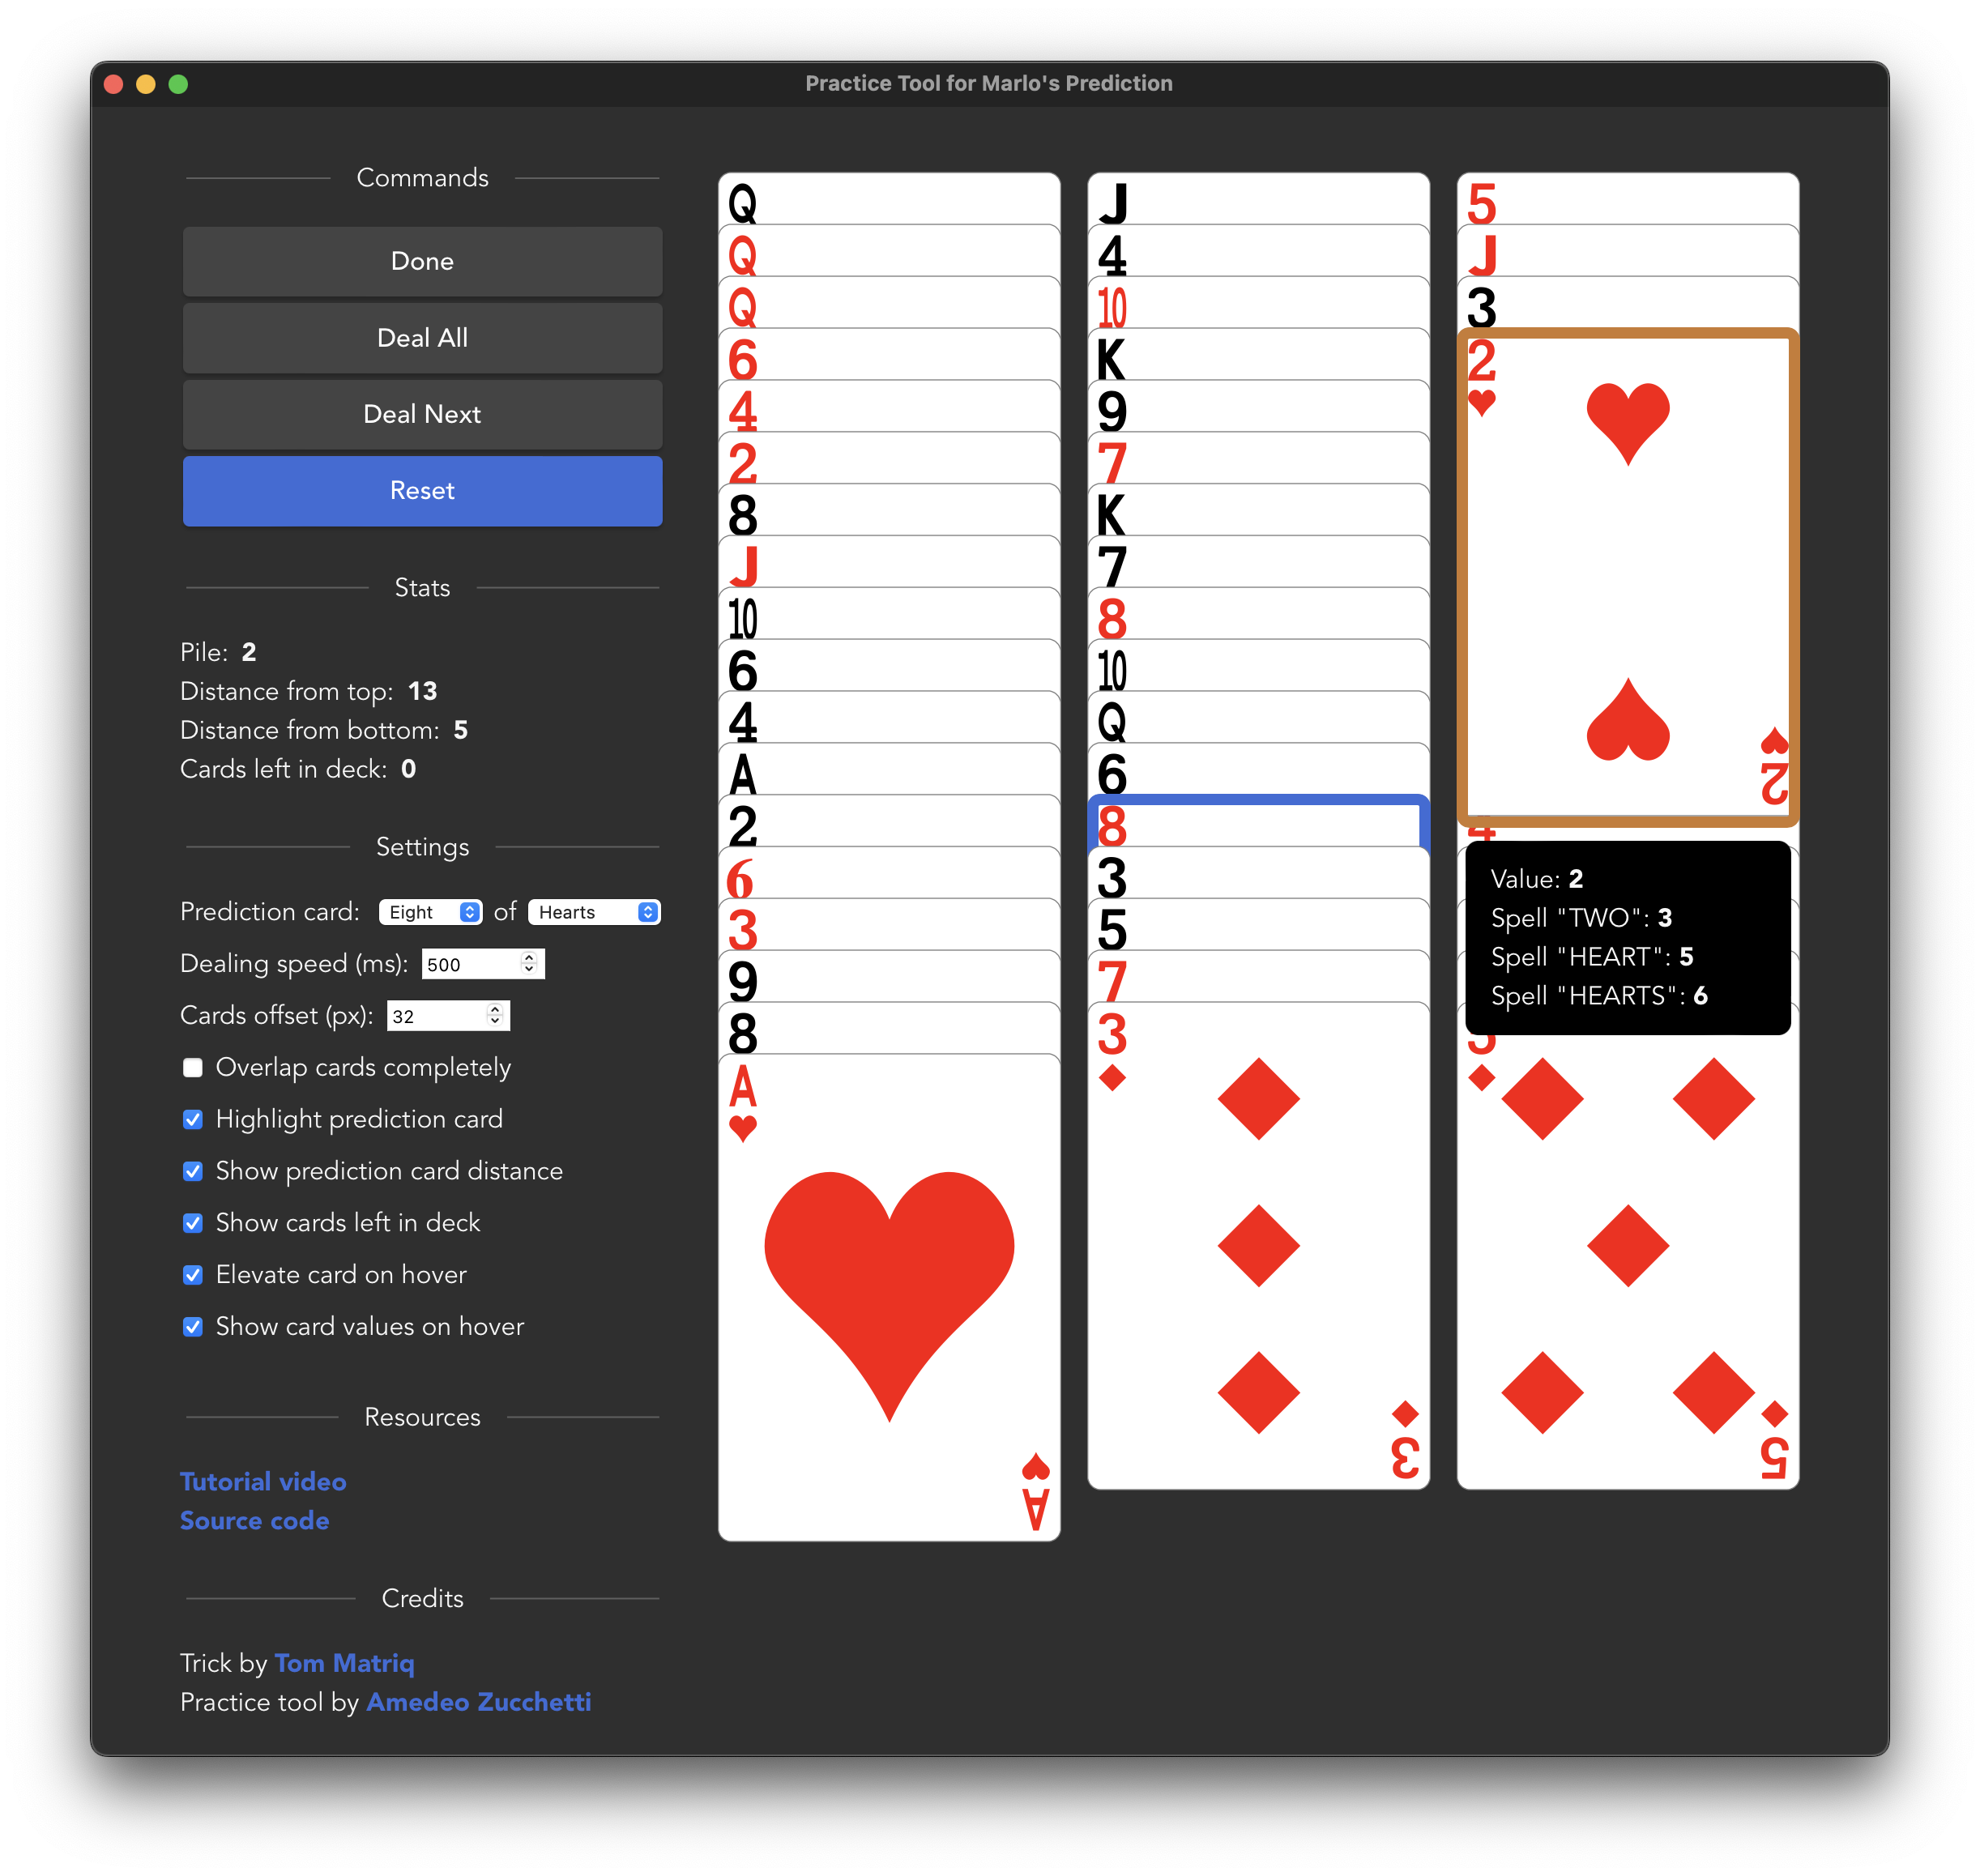 Practice Tool for Marlo's Prediction
Commands
Done
Deal All
Deal Next
Reset
Stats
Pile: 2
Distance from top: 13
Distance from bottom: 5
Cards left in deck: 0
Settings
Prediction card: Eight of Hearts
Dealing speed (ms): 500
Cards offset (px): 32
Overlap cards completely
Highlight prediction card
Show prediction card distance
Show cards left in deck
Elevate card on hover
Show card values on hover
Resources
Tutorial video
Source code
Credits
Trick by Tom Matriq
Practice tool by Amedeo Zucchetti
Q
Q
Q
6
4
2
8
J
10
6
4
A
2
6
3
9
8
A
A
J
4
10
K
9
7
K
7
8
10
Q
6
8
3
5
7
3
3
5
J
3
2
2
4
Value: 2
Spell "TWO": 3
Spell "HEART": 5
Spell "HEARTS": 6
5
5